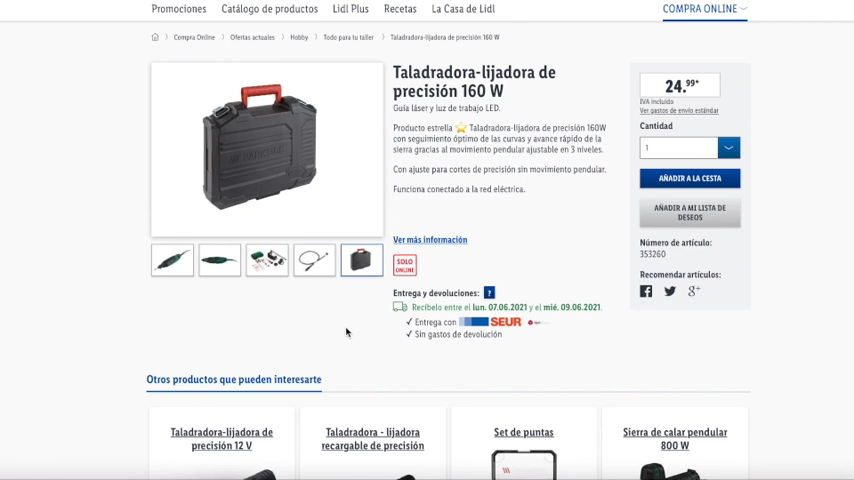 Promociones Catálogo de productos Lidl Plus Recetas La Casa de Lidl COMPRA ONLINE
Compra Online Ofertas actuales Hobby Todo para tu taller Taladradora-lijadora de precisión 160 W
Taladradora-lijadora de
precisión 160 W
Guía láser y luz de trabajo LED.
Producto estrella ⭐ Taladradora-lijadora de precisión 160W
con seguimiento óptimo de las curvas y avance rápido de la
sierra gracias al movimiento pendular ajustable en 3 niveles.
Con ajuste para cortes de precisión sin movimiento pendular.
Funciona conectado a la red eléctrica.
Ver más información
SOLO
ONLINE
Entrega y devoluciones: ?
Recíbelo entre el lun. 07.06.2021 y el mié. 09.06.2021.
✓ Entrega con SEUR
✓ Sin gastos de devolución
24.99*
IVA incluido
Ver gastos de envío estándar
Cantidad
1
AÑADIR A LA CESTA
AÑADIR A MI LISTA DE
DESEOS
Número de artículo:
353260
Recomendar artículos:
g+
Otros productos que pueden interesarte
Taladradora-lijadora de
precisión 12 V
Taladradora - lijadora
recargable de precisión
Set de puntas
Sierra de calar pendular
800 W